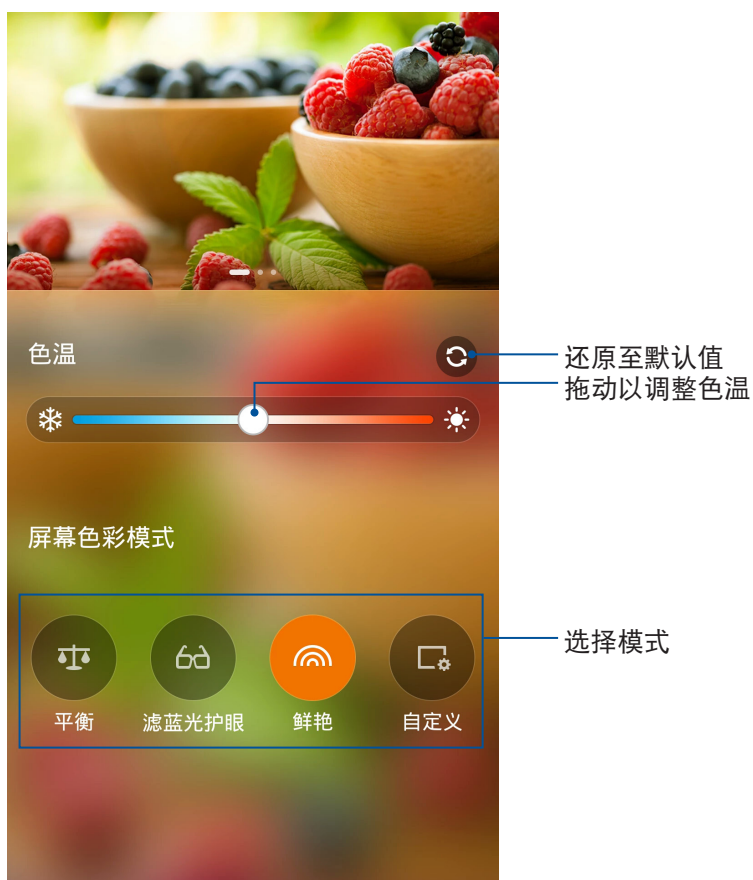 色温
还原至默认值
拖动以调整色温
屏幕色彩模式
选择模式
平衡
滤蓝光护眼
鲜艳
自定义